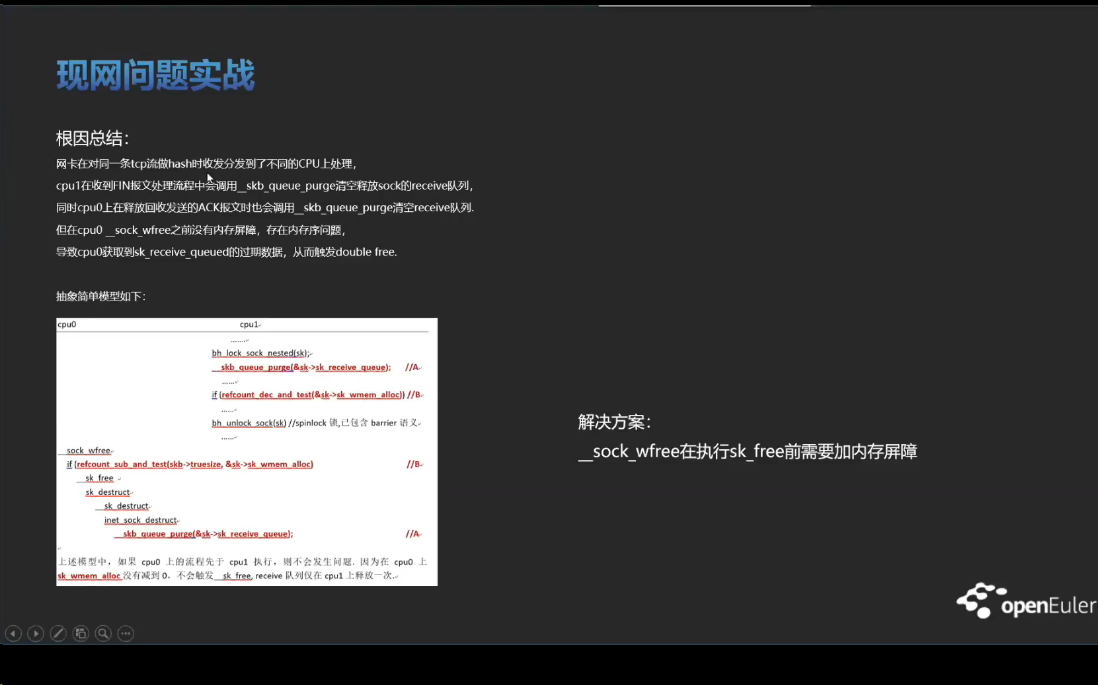 现网问题实战
根因总结：
网卡在对同一条tcp流做hash时收发分发到了不同的CPU上处理，
cpu1在收到FIN报文处理流程中会调用__skb_queue_purge清空释放sock的receive队列，
同时cpu0上在释放回收发送的ACK报文时也会调用__skb_queue_purge清空receive队列.
但在cpu0 __sock_wfree之前没有内存屏障，存在内存序问题，
导致cpu0获取到sk_receive_queued的过期数据，从而触发double free.
抽象简单模型如下：
cpu0 cpu1
.......
bh_lock_sock_nested(sk);
__skb_queue_purge(&sk->sk_receive_queue); //A
......
if (refcount_dec_and_test(&sk->sk_wmem_alloc)) //B
......
bh_unlock_sock(sk) //spinlock 锁,已包含 barrier 语义
......
__sock_wfree
if (refcount_sub_and_test(skb->truesize, &sk->sk_wmem_alloc) //B
__sk_free
sk_destruct
__sk_destruct
inet_sock_destruct
__skb_queue_purge(&sk->sk_receive_queue); //A
上述模型中，如果 cpu0 上的流程先于 cpu1 执行，则不会发生问题. 因为在 cpu0 上
sk_wmem_alloc 没有减到 0。不会触发__sk_free, receive 队列仅在 cpu1 上释放一次.
解决方案：
__sock_wfree在执行sk_free前需要加内存屏障
openEuler